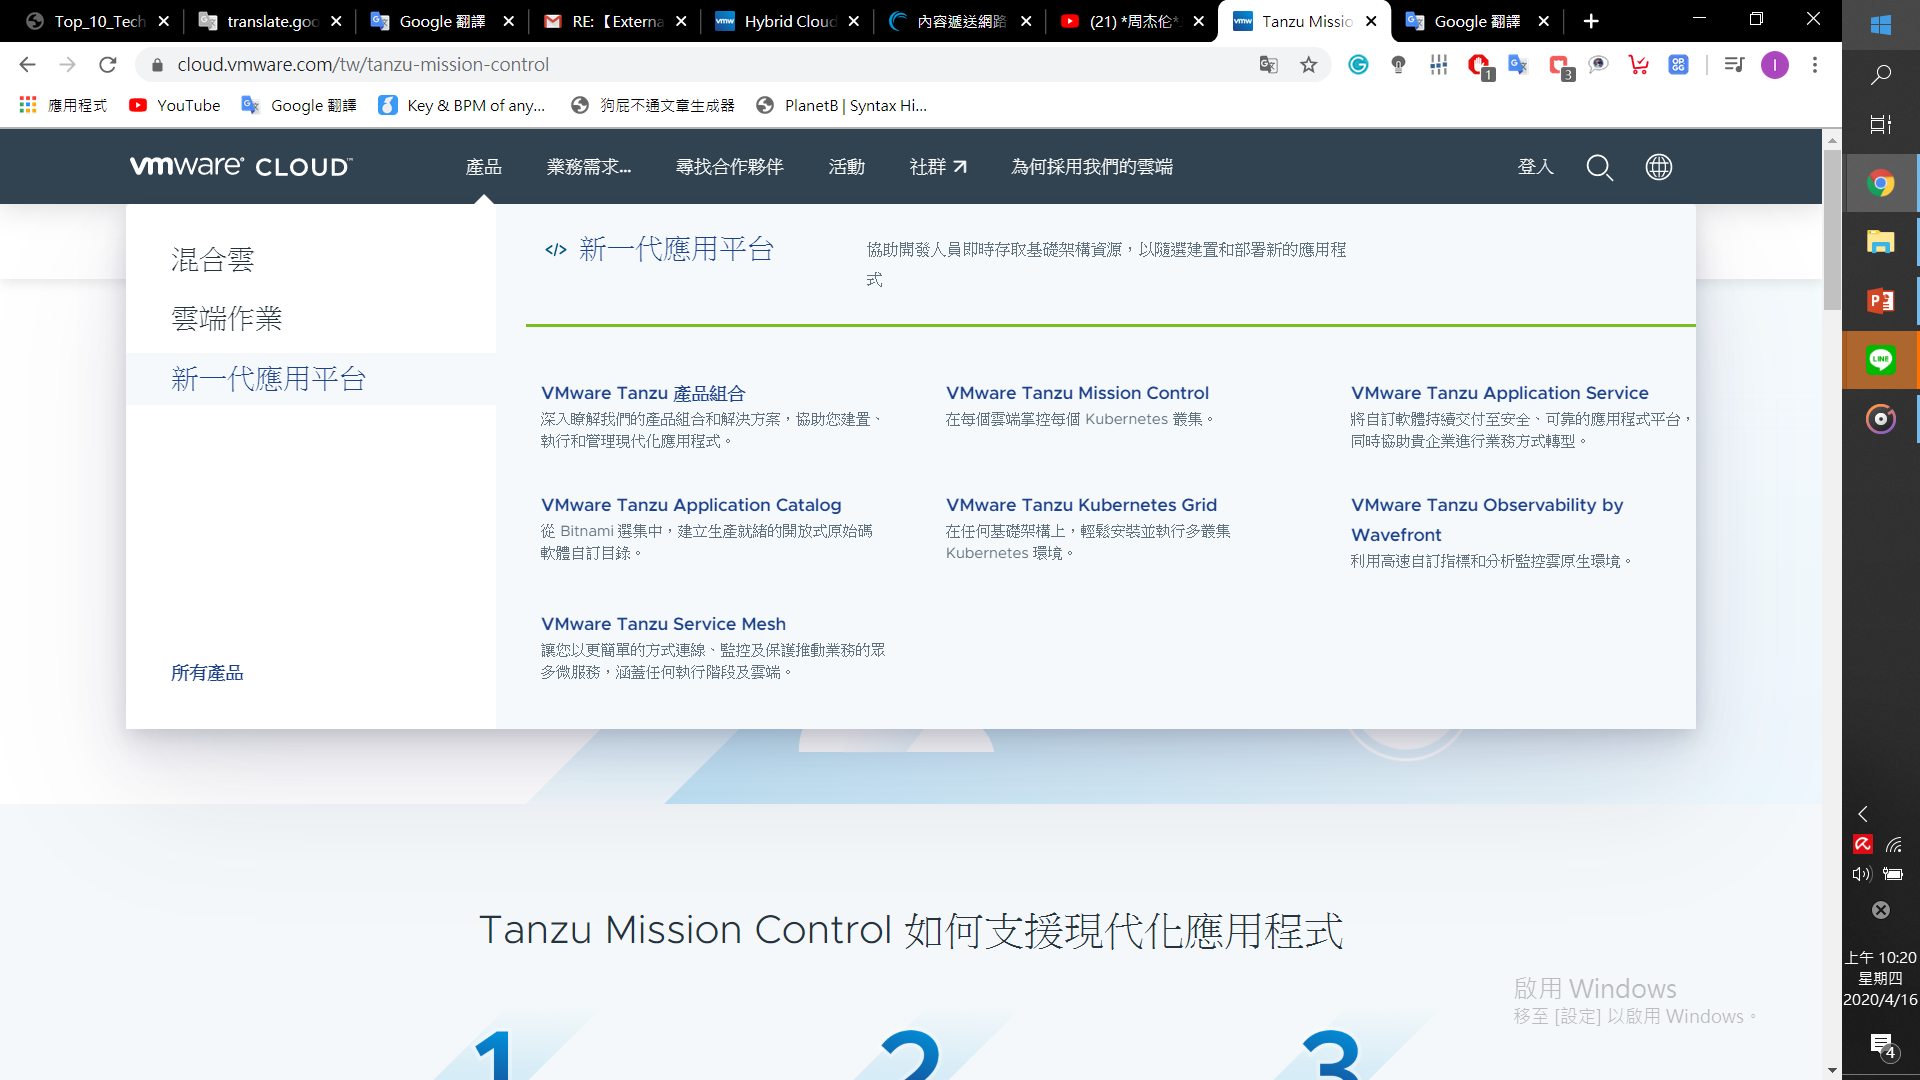 Top_10_Tech
translate.goo
Google 翻譯
RE:【Externa
Hybrid Cloud
內容遞送網路
(21) *周杰伦*
Tanzu Missio
Google 翻譯
cloud.vmware.com/tw/tanzu-mission-control
1
3
I
應用程式
YouTube
Google 翻譯
Key & BPM of any...
狗屁不通文章生成器
PlanetB | Syntax Hi...
vmware® CLOUD™
產品
業務需求...
尋找合作夥伴
活動
社群
為何採用我們的雲端
登入
混合雲
雲端作業
新一代應用平台
所有產品
</> 新一代應用平台
協助開發人員即時存取基礎架構資源,以隨選建置和部署新的應用程
式
VMware Tanzu 產品組合
深入瞭解我們的產品組合和解決方案,協助您建置、
執行和管理現代化應用程式。
VMware Tanzu Mission Control
在每個雲端掌控每個 Kubernetes 叢集。
VMware Tanzu Application Service
將自訂軟體持續交付至安全、可靠的應用程式平台,
同時協助貴企業進行業務方式轉型。
VMware Tanzu Application Catalog
從 Bitnami 選集中,建立生產就緒的開放式原始碼
軟體自訂目錄。
VMware Tanzu Kubernetes Grid
在任何基礎架構上,輕鬆安裝並執行多叢集
Kubernetes 環境。
VMware Tanzu Observability by
Wavefront
利用高速自訂指標和分析監控雲原生環境。
VMware Tanzu Service Mesh
讓您以更簡單的方式連線、監控及保護推動業務的眾
多微服務,涵蓋任何執行階段及雲端。
Tanzu Mission Control 如何支援現代化應用程式
1
2
3
啟用 Windows
移至 [設定] 以啟用 Windows。
LINE
上午 10:20
星期四
2020/4/16
4